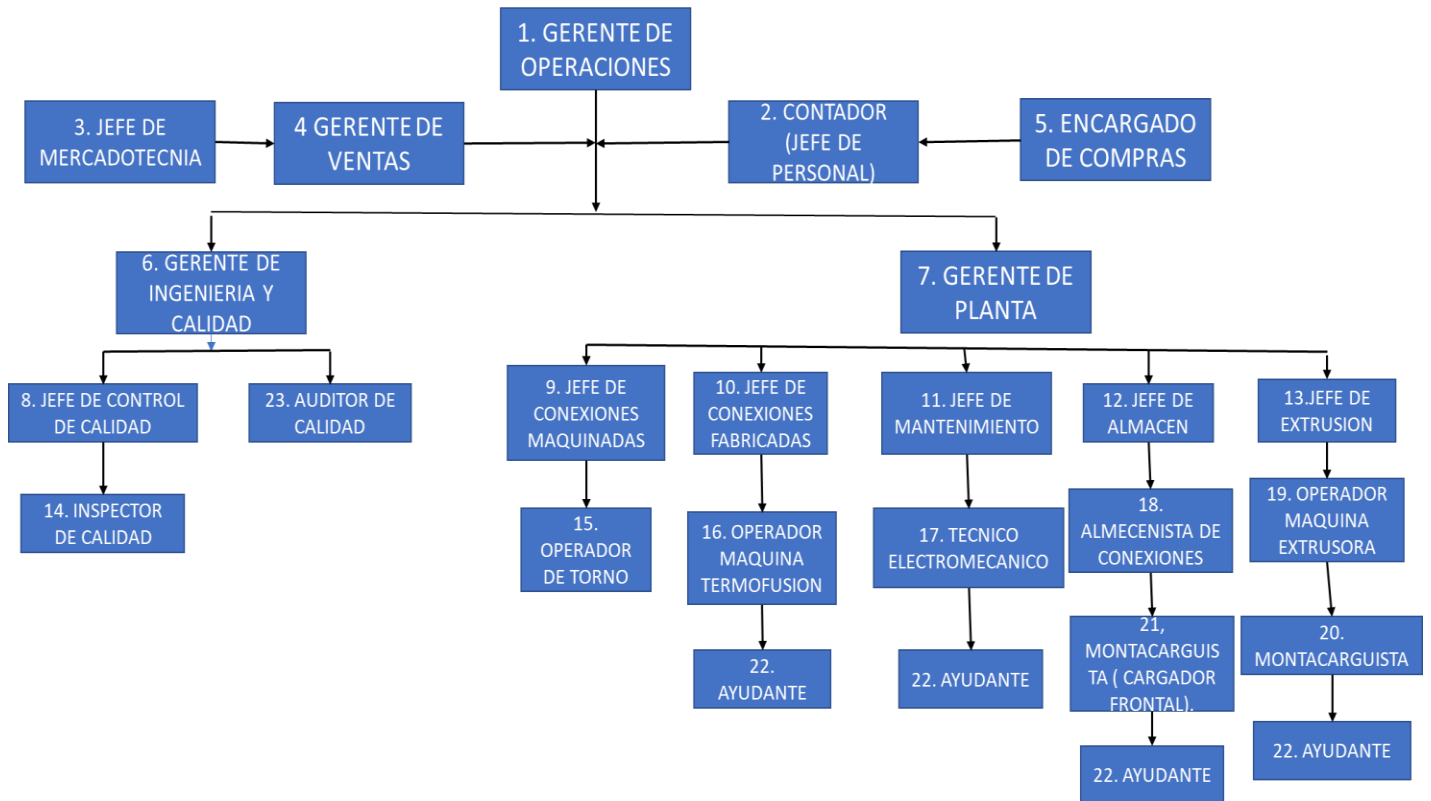 1. GERENTE DE
OPERACIONES
3. JEFE DE
MERCADOTECNIA
4 GERENTE DE
VENTAS
2. CONTADOR
(JEFE DE
PERSONAL)
5. ENCARGADO
DE COMPRAS
6. GERENTE DE
INGENIERIA Y
CALIDAD
7. GERENTE DE
PLANTA
8. JEFE DE CONTROL
DE CALIDAD
23. AUDITOR DE
CALIDAD
9. JEFE DE
CONEXIONES
MAQUINADAS
10. JEFE DE
CONEXIONES
FABRICADAS
11. JEFE DE
MANTENIMIENTO
12. JEFE DE
ALMACEN
13.JEFE DE
EXTRUSION
14. INSPECTOR
DE CALIDAD
15.
OPERADOR
DE TORNO
16. OPERADOR
MAQUINA
TERMOFUSION
17. TECNICO
ELECTROMECANICO
18.
ALMECENISTA DE
CONEXIONES
19. OPERADOR
MAQUINA
EXTRUSORA
22.
AYUDANTE
22. AYUDANTE
21,
MONTACARGUIS
TA ( CARGADOR
FRONTAL).
20.
MONTACARGUISTA
22. AYUDANTE
22. AYUDANTE